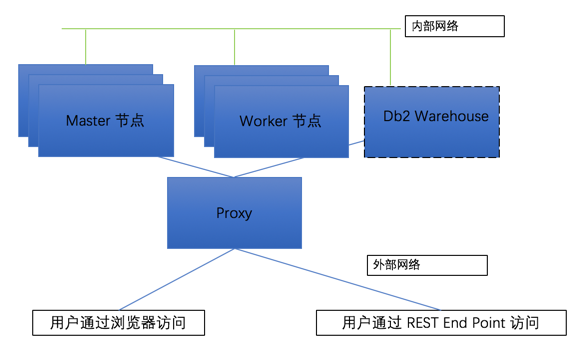 内部网络
Master 节点
Worker 节点
Db2 Warehouse
Proxy
外部网络
用户通过浏览器访问
用户通过 REST End Point 访问